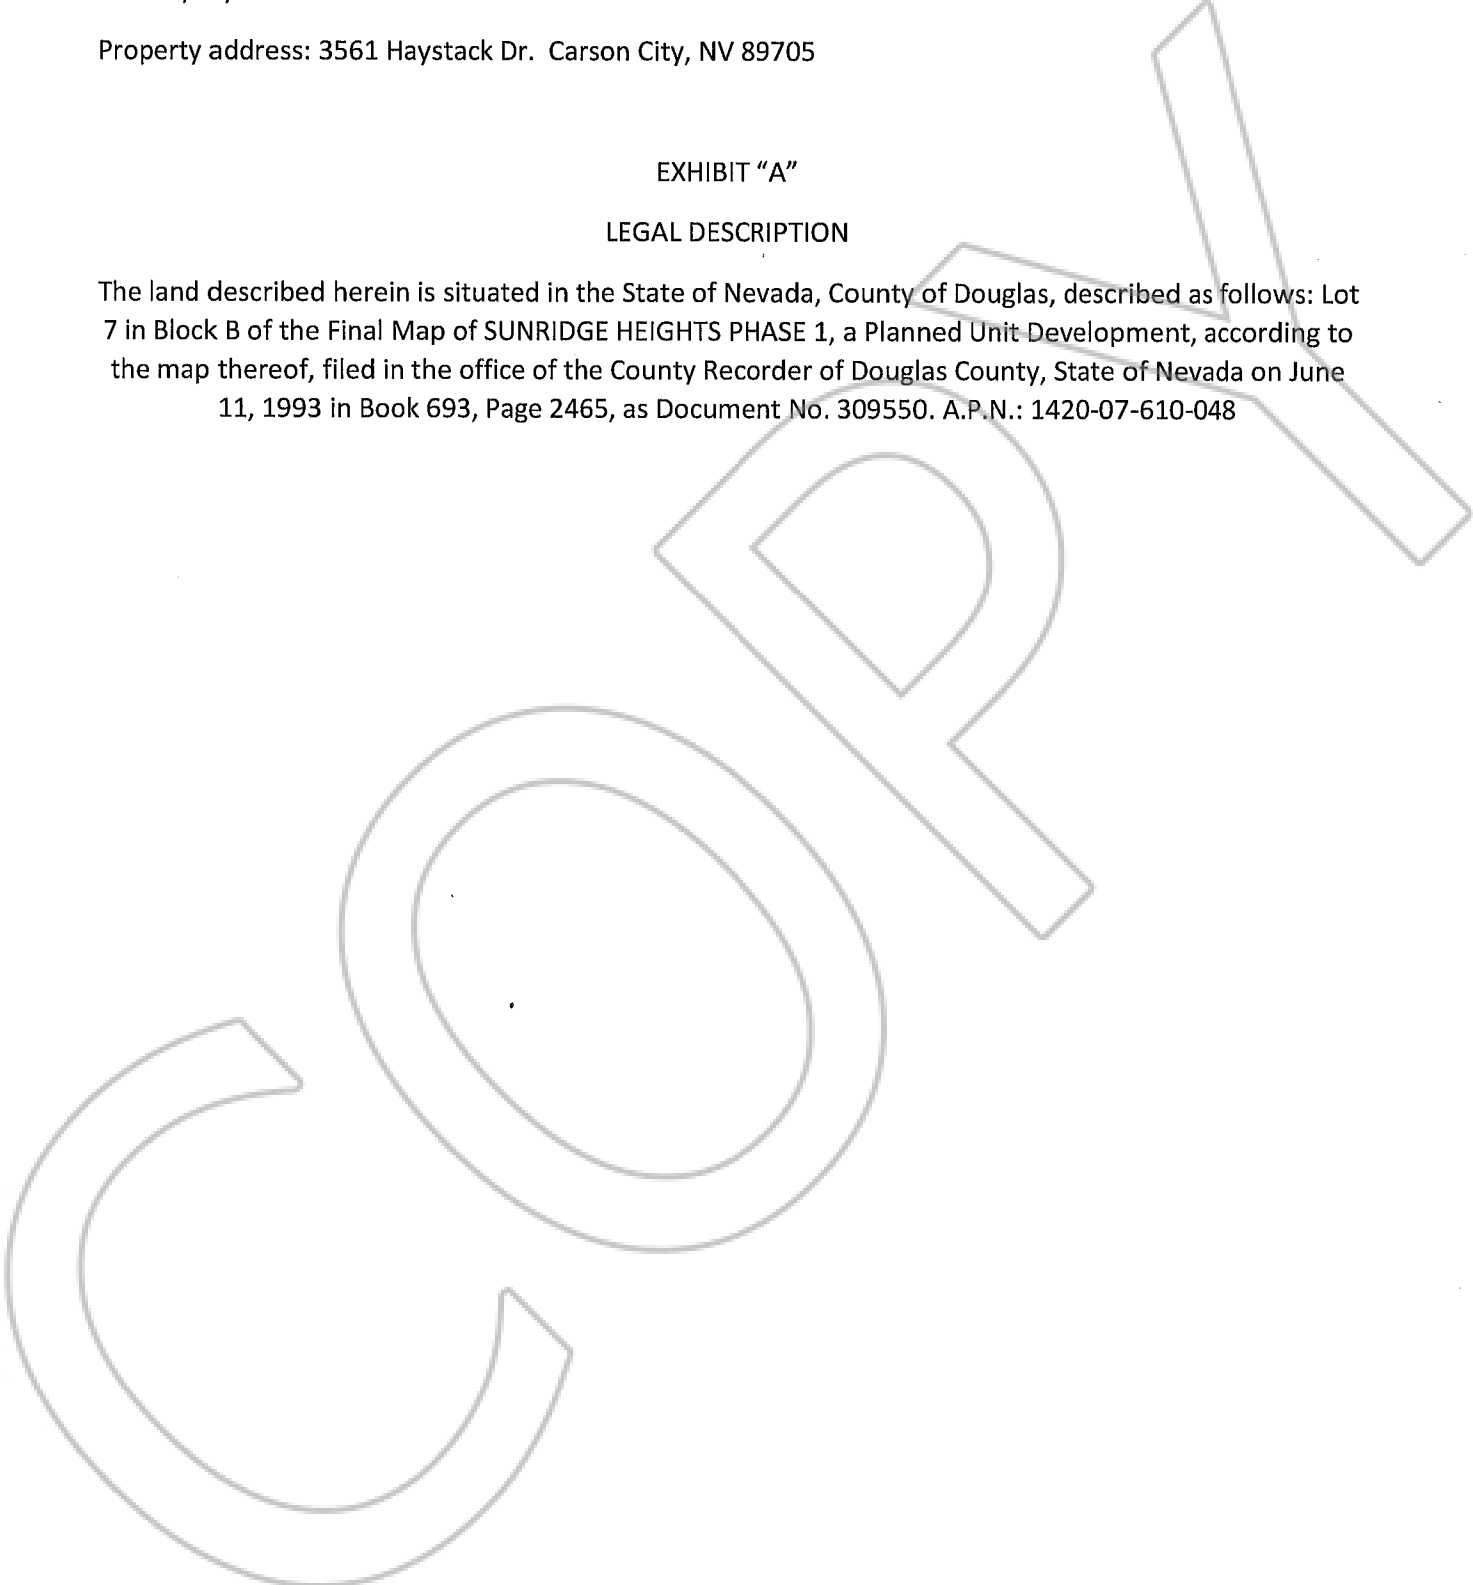 Property address: 3561 Haystack Dr. Carson City, NV 89705
EXHIBIT “A”
LEGAL DESCRIPTION
The land described herein is situated in the State of Nevada, County of Douglas, described as follows: Lot
7 in Block B of the Final Map of SUNRIDGE HEIGHTS PHASE 1, a Planned Unit Development, according to
the map thereof, filed in the office of the County Recorder of Douglas County, State of Nevada on June
11, 1993 in Book 693, Page 2465, as Document No. 309550. A.P.N.: 1420-07-610-048
COPY